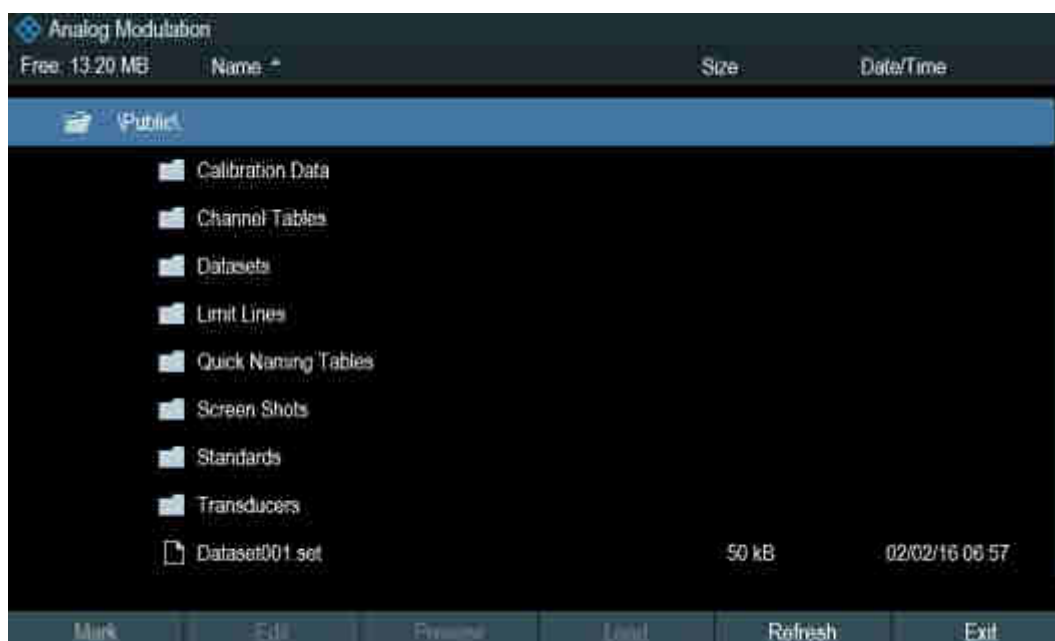 Analog Modulation
Free: 13.20 MB Name Size Date/Time
\Public\
Calibration Data
Channel Tables
Datasets
Limit Lines
Quick Naming Tables
Screen Shots
Standards
Transducers
Dataset001.set 50 kB 02/02/16 06:57
Mark Edit Preview Load Refresh Exit